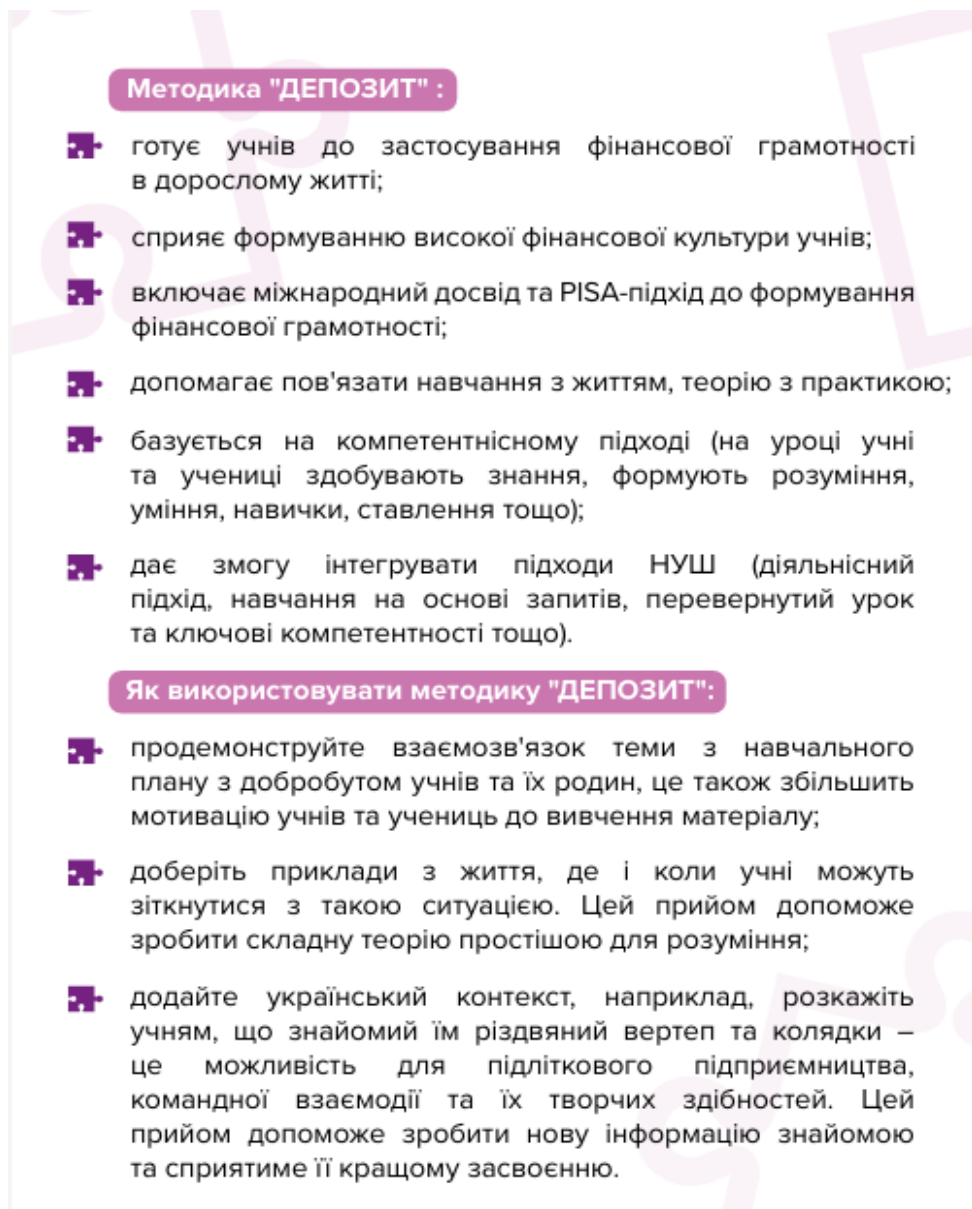 Методика "ДЕПОЗИТ" :
готує учнів до застосування фінансової грамотності
в дорослому житті;
сприяє формуванню високої фінансової культури учнів;
включає міжнародний досвід та PISA-підхід до формування
фінансової грамотності;
допомагає пов'язати навчання з життям, теорію з практикою;
базується на компетентнісному підході (на уроці учні
та учениці здобувають знання, формують розуміння,
уміння, навички, ставлення тощо);
дає змогу інтегрувати підходи НУШ (діяльнісний
підхід, навчання на основі запитів, перевернутий урок
та ключові компетентності тощо).
Як використовувати методику "ДЕПОЗИТ":
продемонструйте взаємозв'язок теми з навчального
плану з добробутом учнів та їх родин, це також збільшить
мотивацію учнів та учениць до вивчення матеріалу;
доберіть приклади з життя, де і коли учні можуть
зіткнутися з такою ситуацією. Цей прийом допоможе
зробити складну теорію простішою для розуміння;
додайте український контекст, наприклад, розкажіть
учням, що знайомий їм різдвяний вертеп та колядки –
це можливість для підліткового підприємництва,
командної взаємодії та їх творчих здібностей. Цей
прийом допоможе зробити нову інформацію знайомою
та сприятиме її кращому засвоєнню.